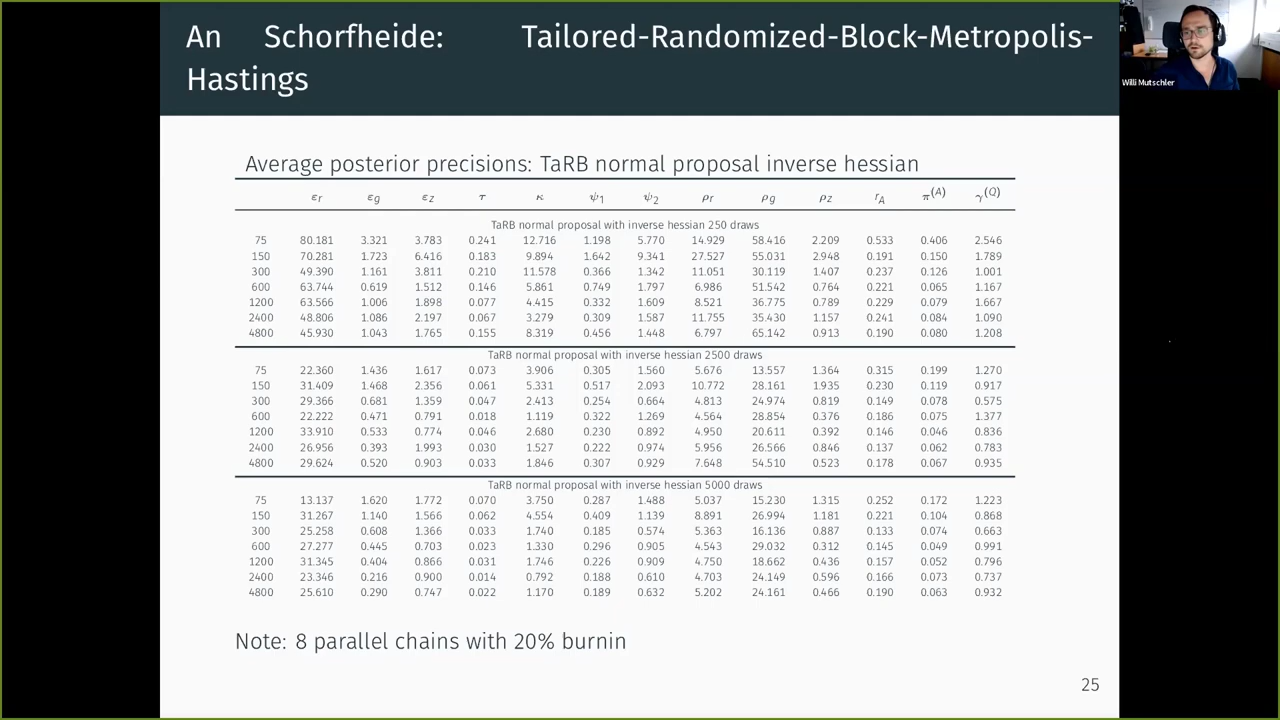 An Schorfheide: Tailored-Randomized-Block-Metropolis-
Hastings
Willi Mutschler
Average posterior precisions: TaRB normal proposal inverse hessian
εr εg εz τ κ ψ1 ψ2 ρr ρg ρz rA π(A) γ(Q)
TaRB normal proposal with inverse hessian 250 draws
75 80.181 3.321 3.783 0.241 12.716 1.198 5.770 14.929 58.416 2.209 0.533 0.406 2.546
150 70.281 1.723 6.416 0.183 9.894 1.642 9.341 27.527 55.031 2.948 0.191 0.150 1.789
300 49.390 1.161 3.811 0.210 11.578 0.366 1.342 11.051 30.119 1.407 0.237 0.126 1.001
600 63.744 0.619 1.512 0.146 5.861 0.749 1.797 6.986 51.542 0.764 0.221 0.065 1.167
1200 63.566 1.006 1.898 0.077 4.415 0.332 1.609 8.521 36.775 0.789 0.229 0.079 1.667
2400 48.806 1.086 2.197 0.067 3.279 0.309 1.587 11.755 35.430 1.157 0.241 0.084 1.090
4800 45.930 1.043 1.765 0.155 8.319 0.456 1.448 6.797 65.142 0.913 0.190 0.080 1.208
TaRB normal proposal with inverse hessian 2500 draws
75 22.360 1.436 1.617 0.073 3.906 0.305 1.560 5.676 13.557 1.364 0.315 0.199 1.270
150 31.409 1.468 2.356 0.061 5.331 0.517 2.093 10.772 28.161 1.935 0.230 0.119 0.917
300 29.366 0.681 1.359 0.047 2.413 0.254 0.664 4.813 24.974 0.819 0.149 0.078 0.575
600 22.222 0.471 0.791 0.018 1.119 0.322 1.269 4.564 28.854 0.376 0.186 0.075 1.377
1200 33.910 0.533 0.774 0.046 2.680 0.230 0.892 4.950 20.611 0.392 0.146 0.046 0.836
2400 26.956 0.393 1.993 0.030 1.527 0.222 0.974 5.956 26.566 0.846 0.137 0.062 0.783
4800 29.624 0.520 0.903 0.033 1.846 0.307 0.929 7.648 54.510 0.523 0.178 0.067 0.935
TaRB normal proposal with inverse hessian 5000 draws
75 13.137 1.620 1.772 0.070 3.750 0.287 1.488 5.037 15.230 1.315 0.252 0.172 1.223
150 31.267 1.140 1.566 0.062 4.554 0.409 1.139 8.891 26.994 1.181 0.221 0.104 0.868
300 25.258 0.608 1.366 0.033 1.740 0.185 0.574 5.363 16.136 0.887 0.133 0.074 0.663
600 27.277 0.445 0.703 0.023 1.330 0.296 0.905 4.543 29.032 0.312 0.145 0.049 0.991
1200 31.345 0.404 0.866 0.031 1.746 0.226 0.909 4.750 18.662 0.436 0.157 0.052 0.796
2400 23.346 0.216 0.900 0.014 0.792 0.188 0.610 4.703 24.149 0.596 0.166 0.073 0.737
4800 25.610 0.290 0.747 0.022 1.170 0.189 0.632 5.202 24.161 0.466 0.190 0.063 0.932
Note: 8 parallel chains with 20% burnin
25